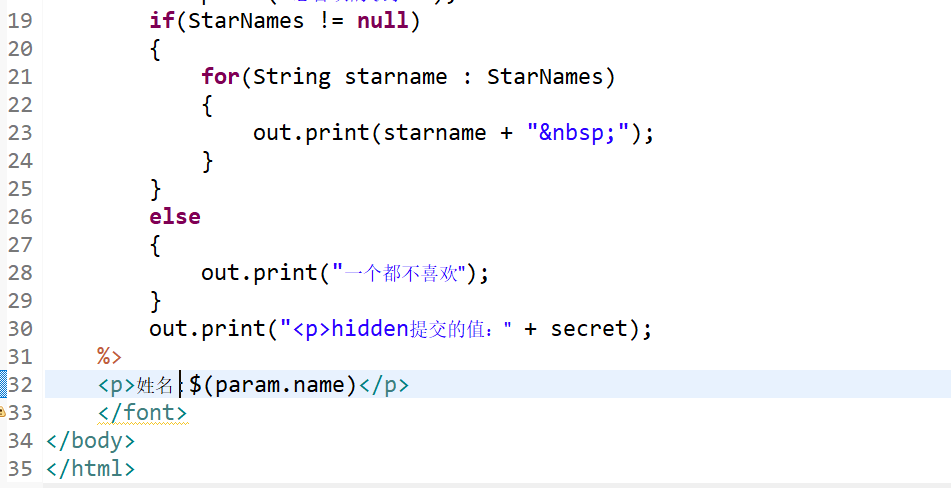 19 if(StarNames != null)
20 {
21 for(String starname : StarNames)
22 {
23 out.print(starname + "&nbsp;");
24 }
25 }
26 else
27 {
28 out.print("一个都不喜欢");
29 }
30 out.print("<p>hidden提交的值：" + secret);
31 %>
32 <p>姓名:$(param.name)</p>
33 </font>
34 </body>
35 </html>